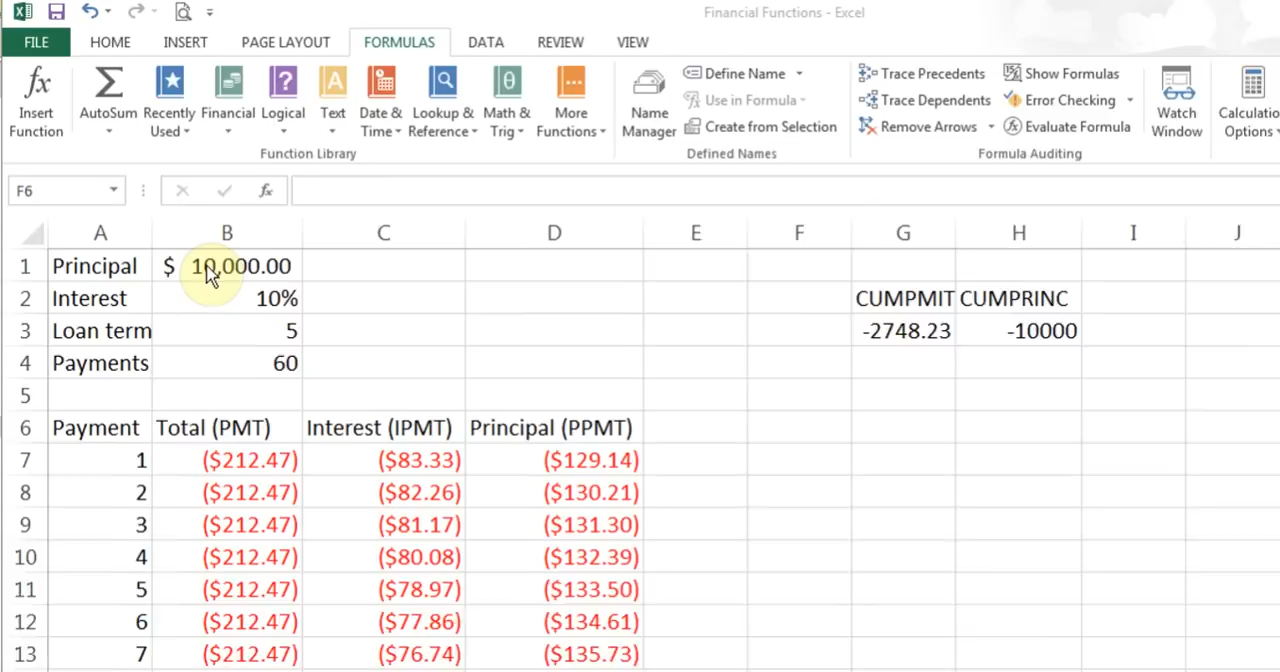 Financial Functions - Excel
FILE HOME INSERT PAGE LAYOUT FORMULAS DATA REVIEW VIEW
Insert Function
AutoSum
Recently Used
Financial
Logical
Text
Date & Time
Lookup & Reference
Math & Trig
More Functions
Function Library
Name Manager
Define Name
Use in Formula
Create from Selection
Defined Names
Trace Precedents
Trace Dependents
Remove Arrows
Show Formulas
Error Checking
Evaluate Formula
Formula Auditing
Watch Window
Calculatio
Options
F6
fx
A B C D E F G H I J
1 Principal $ 10,000.00
2 Interest 10% CUMPMIT CUMPRINC
3 Loan term 5 -2748.23 -10000
4 Payments 60
5
6 Payment Total (PMT) Interest (IPMT) Principal (PPMT)
7 1 ($212.47) ($83.33) ($129.14)
8 2 ($212.47) ($82.26) ($130.21)
9 3 ($212.47) ($81.17) ($131.30)
10 4 ($212.47) ($80.08) ($132.39)
11 5 ($212.47) ($78.97) ($133.50)
12 6 ($212.47) ($77.86) ($134.61)
13 7 ($212.47) ($76.74) ($135.73)